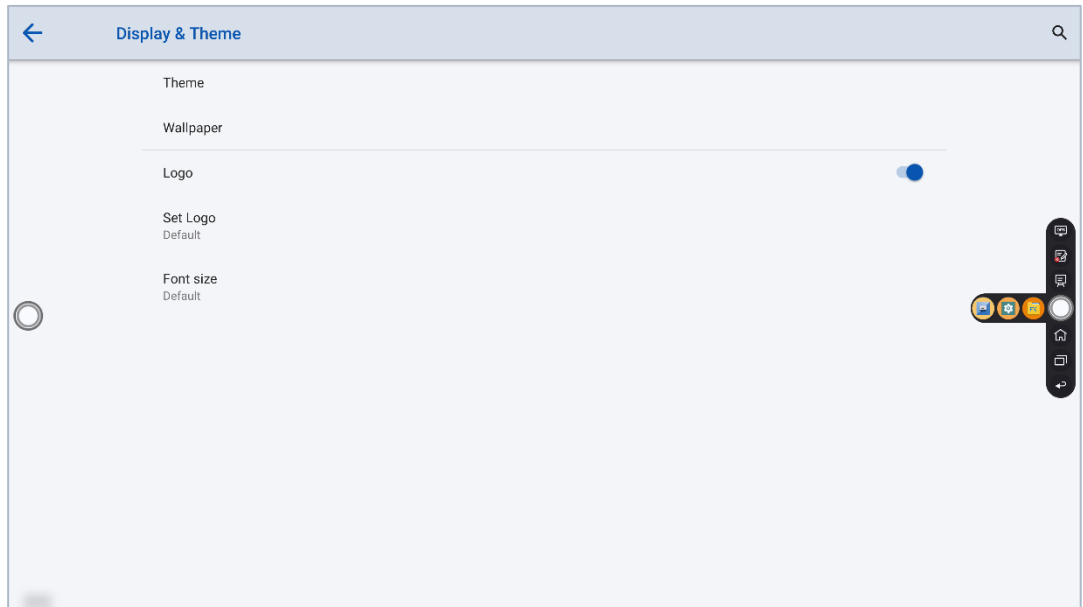 Display & Theme
Theme
Wallpaper
Logo
Set Logo
Default
Font size
Default